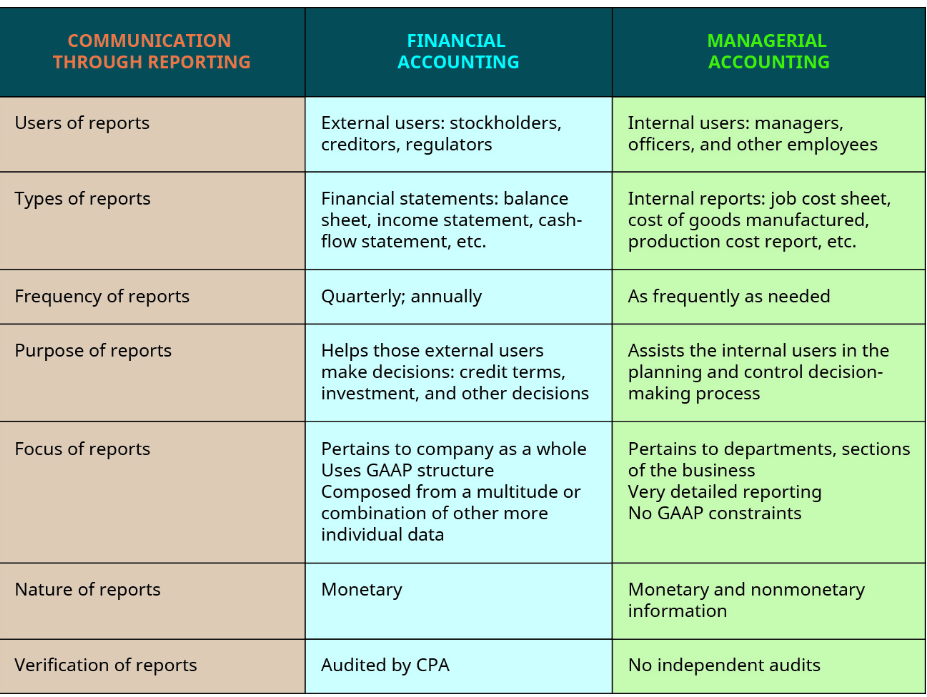 COMMUNICATION
THROUGH REPORTING
FINANCIAL
ACCOUNTING
MANAGERIAL
ACCOUNTING
Users of reports
External users: stockholders,
creditors, regulators
Internal users: managers,
officers, and other employees
Types of reports
Financial statements: balance
sheet, income statement, cash-
flow statement, etc.
Internal reports: job cost sheet,
cost of goods manufactured,
production cost report, etc.
Frequency of reports
Quarterly; annually
As frequently as needed
Purpose of reports
Helps those external users
make decisions: credit terms,
investment, and other decisions
Assists the internal users in the
planning and control decision-
making process
Focus of reports
Pertains to company as a whole
Uses GAAP structure
Composed from a multitude or
combination of other more
individual data
Pertains to departments, sections
of the business
Very detailed reporting
No GAAP constraints
Nature of reports
Monetary
Monetary and nonmonetary
information
Verification of reports
Audited by CPA
No independent audits